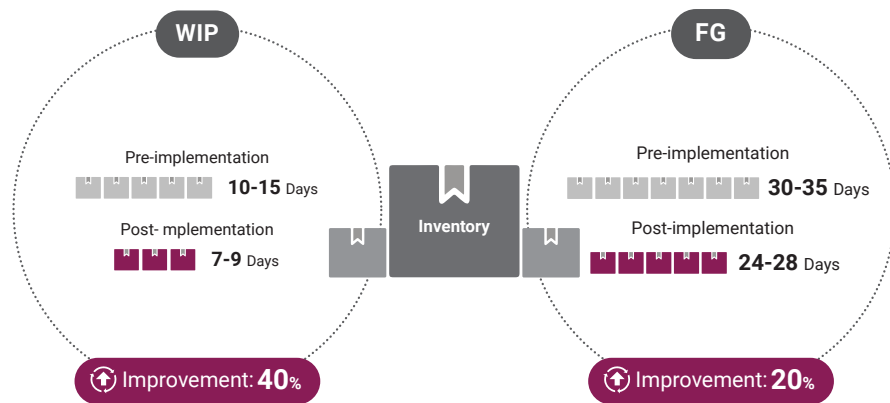 WIP
Pre-implementation
10-15 Days
Post- mplementation
7-9 Days
Improvement: 40%
Inventory
FG
Pre-implementation
30-35 Days
Post-implementation
24-28 Days
Improvement: 20%